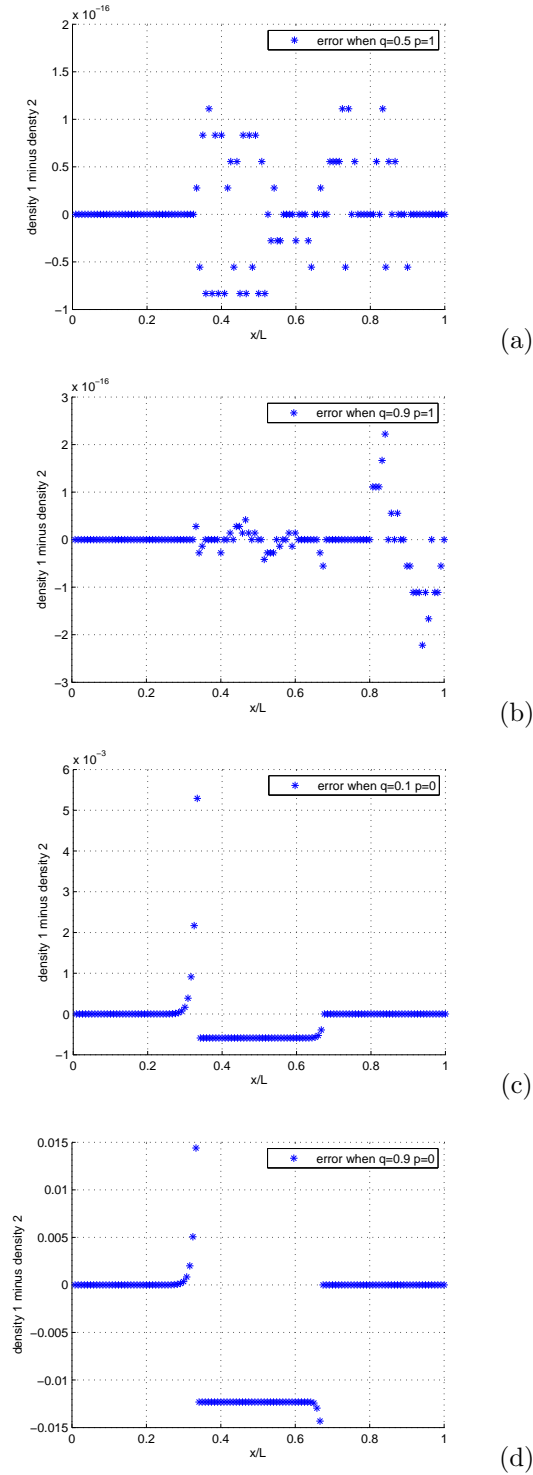 x 10⁻¹⁶
error when q=0.5 p=1
2
1.5
1
0.5
0
−0.5
−1
density 1 minus density 2
0 0.2 0.4 0.6 0.8 1
x/L
(a)
x 10⁻¹⁶
error when q=0.9 p=1
3
2
1
0
−1
−2
−3
density 1 minus density 2
0 0.2 0.4 0.6 0.8 1
x/L
(b)
x 10⁻³
error when q=0.1 p=0
6
5
4
3
2
1
0
−1
density 1 minus density 2
0 0.2 0.4 0.6 0.8 1
x/L
(c)
error when q=0.9 p=0
0.015
0.01
0.005
0
−0.005
−0.01
−0.015
density 1 minus density 2
0 0.2 0.4 0.6 0.8 1
x/L
(d)